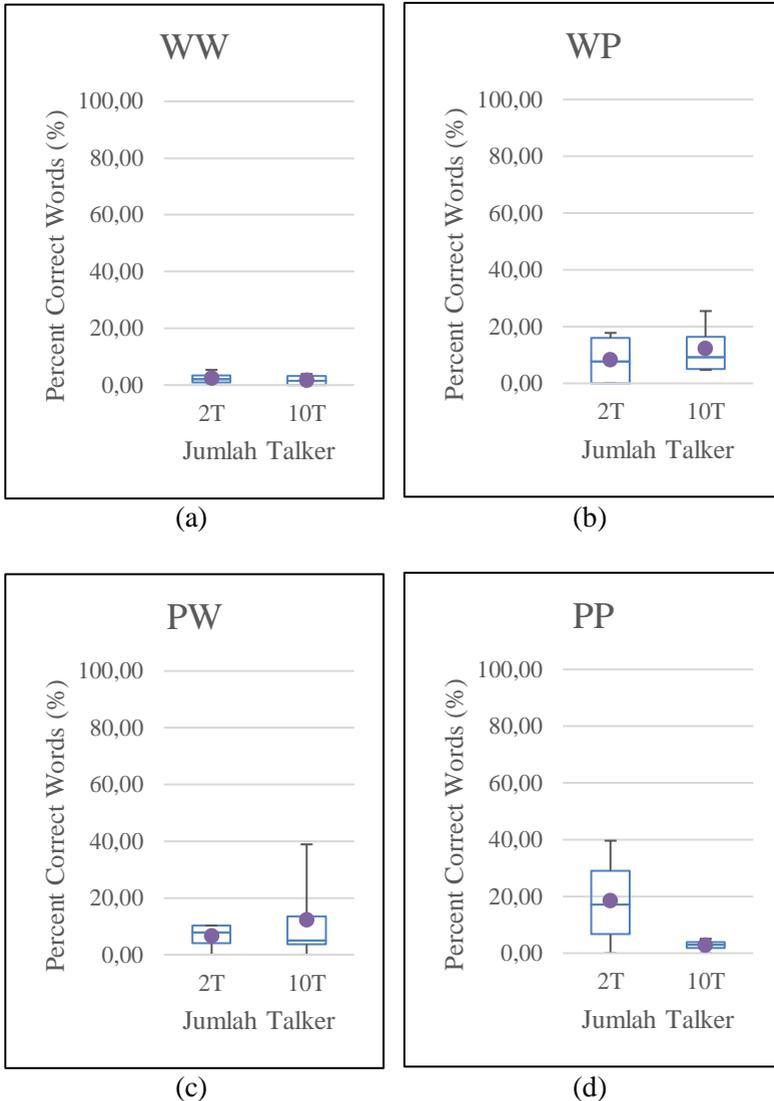 WW
Percent Correct Words (%)
100,00
80,00
60,00
40,00
20,00
0,00
2T 10T
Jumlah Talker
(a)
WP
Percent Correct Words (%)
100,00
80,00
60,00
40,00
20,00
0,00
2T 10T
Jumlah Talker
(b)
PW
Percent Correct Words (%)
100,00
80,00
60,00
40,00
20,00
0,00
2T 10T
Jumlah Talker
(c)
PP
Percent Correct Words (%)
100,00
80,00
60,00
40,00
20,00
0,00
2T 10T
Jumlah Talker
(d)